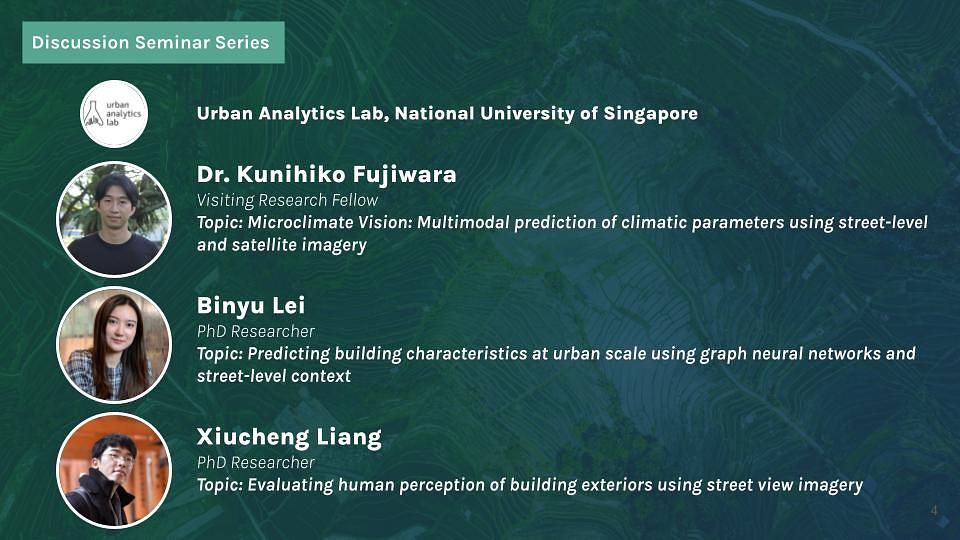 Discussion Seminar Series
urban
analytics
lab
Urban Analytics Lab, National University of Singapore
Dr. Kunihiko Fujiwara
Visiting Research Fellow
Topic: Microclimate Vision: Multimodal prediction of climatic parameters using street-level
and satellite imagery
Binyu Lei
PhD Researcher
Topic: Predicting building characteristics at urban scale using graph neural networks and
street-level context
Xiucheng Liang
PhD Researcher
Topic: Evaluating human perception of building exteriors using street view imagery
4